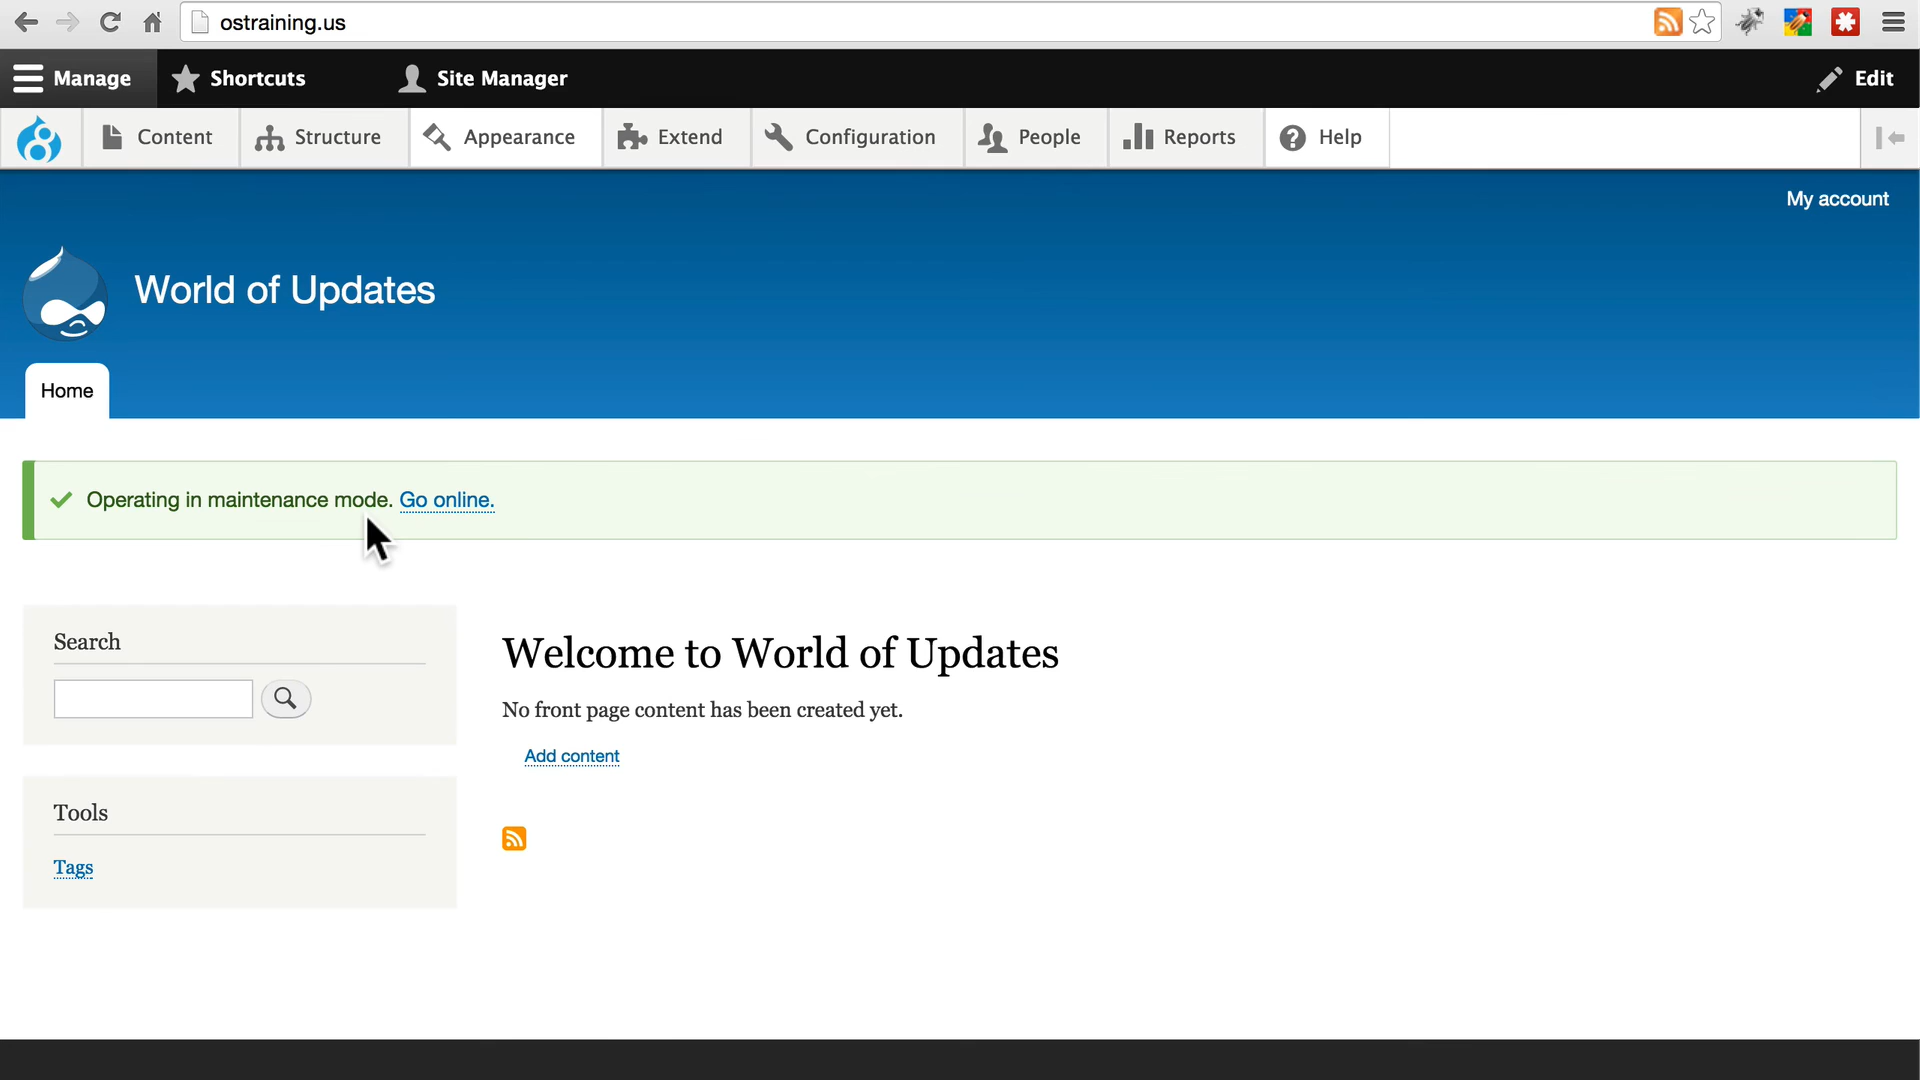 ostraining.us
Manage Shortcuts Site Manager Edit
Content Structure Appearance Extend Configuration People Reports Help
My account
World of Updates
Home
Operating in maintenance mode. Go online.
Search
Welcome to World of Updates
No front page content has been created yet.
Add content
Tools
Tags